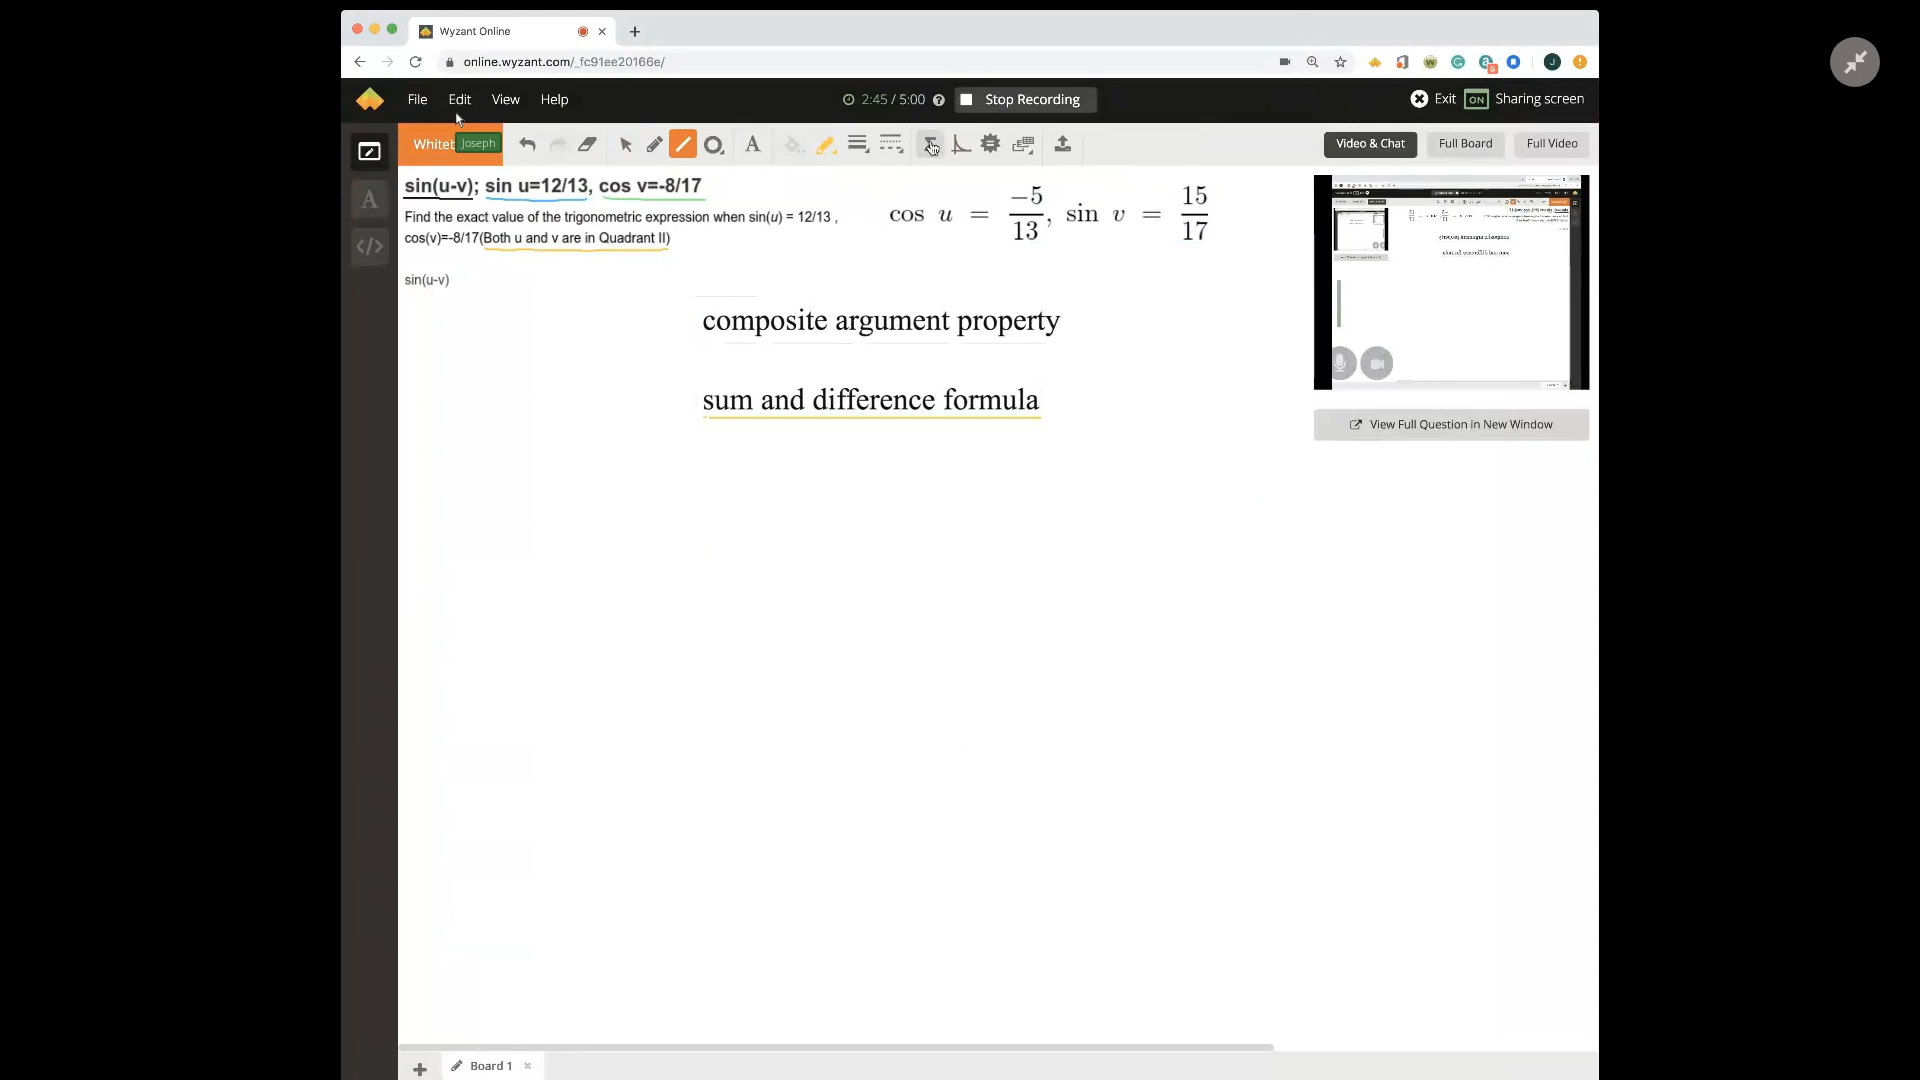 Wyzant Online
online.wyzant.com/_fc91ee20166e/
9
J
File Edit View Help
2:45 / 5:00
Stop Recording
Exit ON Sharing screen
Joseph
A
Video & Chat Full Board Full Video
sin(u-v); sin u=12/13, cos v=-8/17
Find the exact value of the trigonometric expression when sin(u) = 12/13 ,
cos(v)=-8/17(Both u and v are in Quadrant II)
sin(u-v)
cos u = -5/13, sin v = 15/17
composite argument property
sum and difference formula
View Full Question in New Window
Board 1